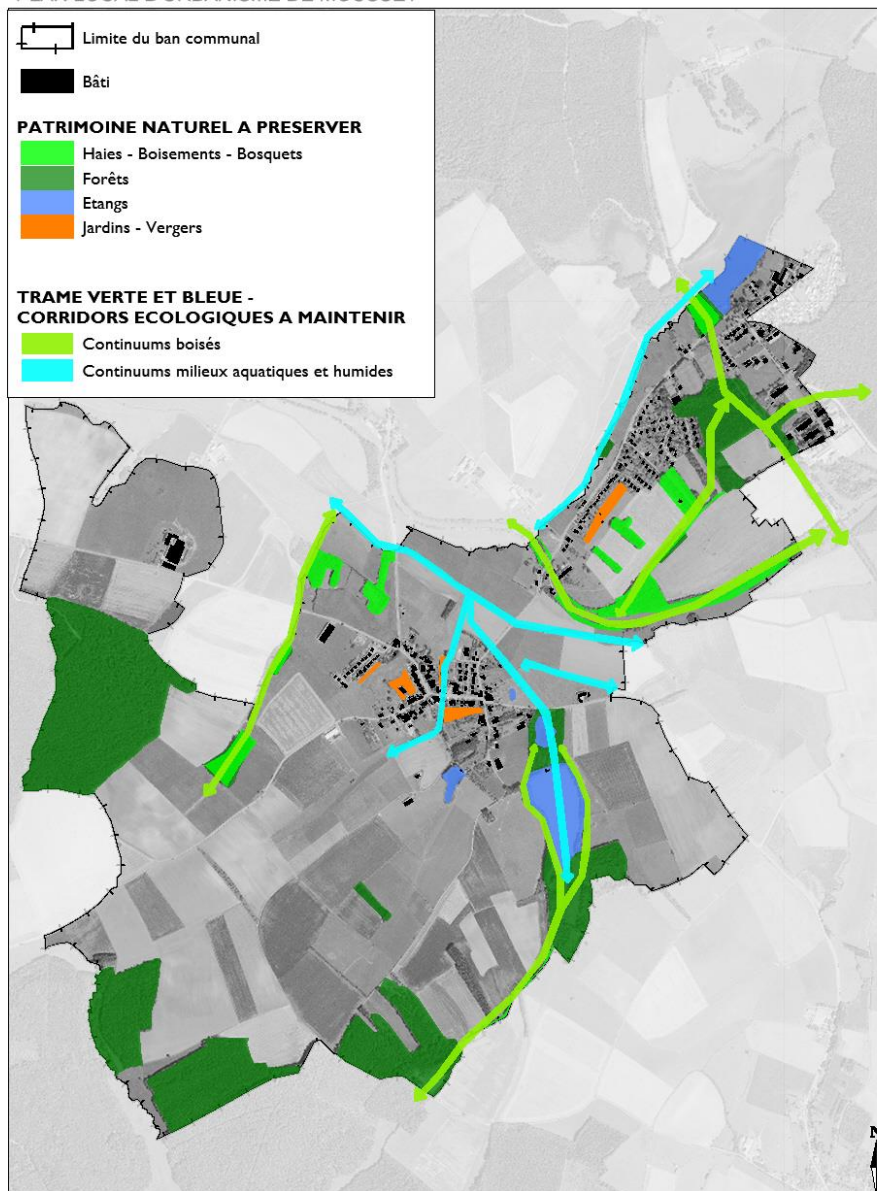 Limite du ban communal
Bâti
PATRIMOINE NATUREL A PRESERVER
Haies - Boisements - Bosquets
Forêts
Etangs
Jardins - Vergers
TRAME VERTE ET BLEUE -
CORRIDORS ECOLOGIQUES A MAINTENIR
Continuums boisés
Continuums milieux aquatiques et humides
N